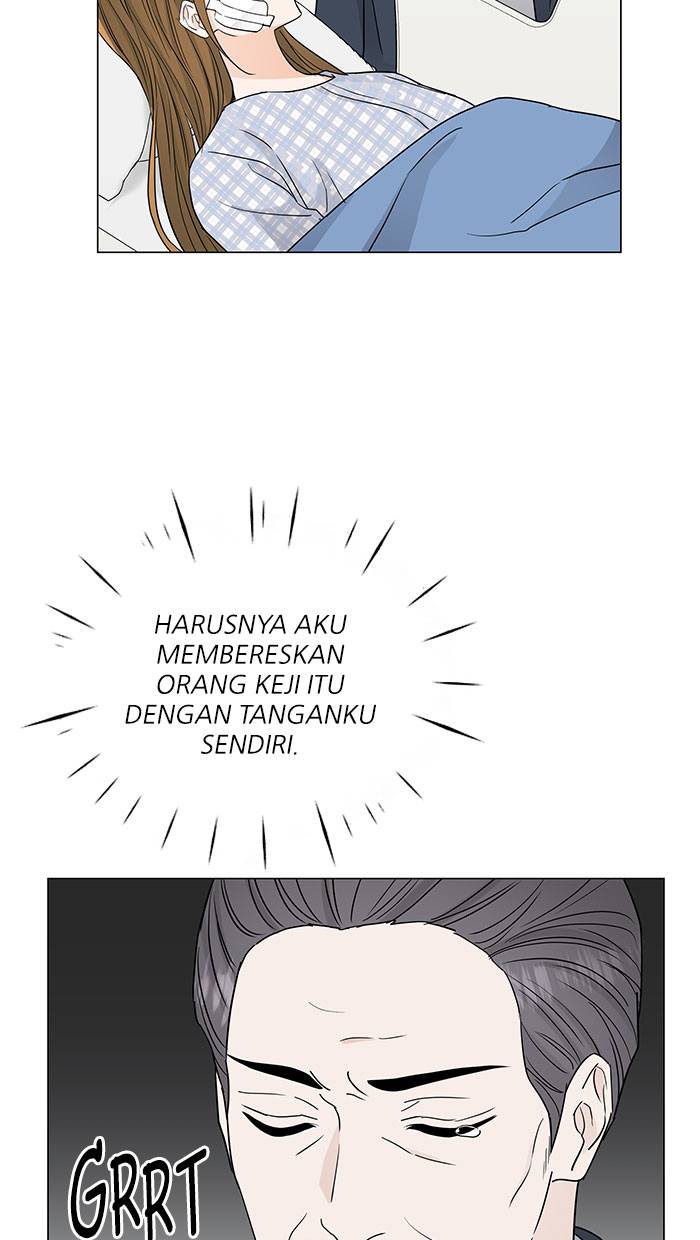 HARUSNYA AKU
MEMBERESKAN
ORANG KEJI ITU
DENGAN TANGANKU
SENDIRI.
GRRT